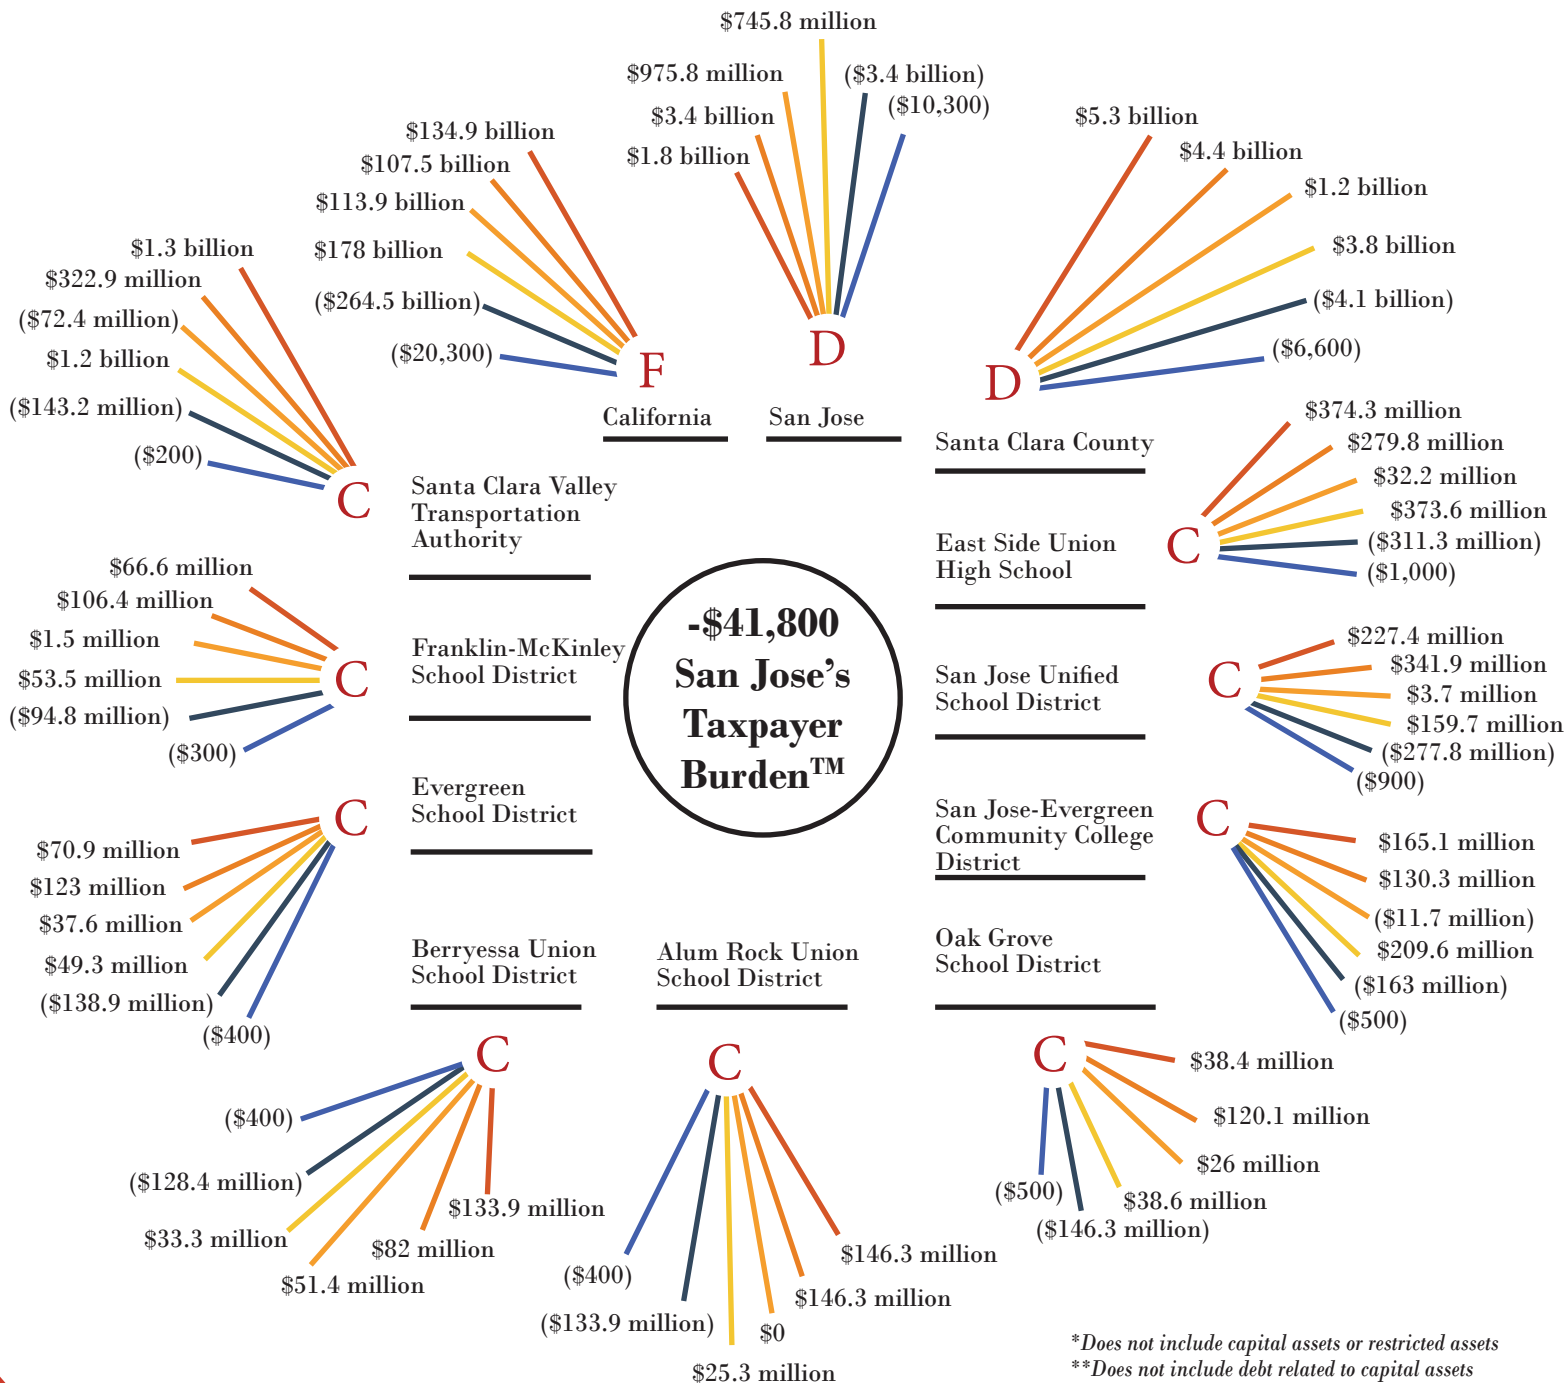 $745.8 million
$975.8 million
($3.4 billion)
$3.4 billion
($10,300)
$1.8 billion
D
San Jose
$134.9 billion
$107.5 billion
$113.9 billion
$178 billion
($264.5 billion)
($20,300)
F
California
$5.3 billion
$4.4 billion
$1.2 billion
$3.8 billion
($4.1 billion)
($6,600)
D
Santa Clara County
$1.3 billion
$322.9 million
($72.4 million)
$1.2 billion
($143.2 million)
($200)
C
Santa Clara Valley
Transportation
Authority
$374.3 million
$279.8 million
$32.2 million
$373.6 million
($311.3 million)
($1,000)
C
East Side Union
High School
$66.6 million
$106.4 million
$1.5 million
$53.5 million
($94.8 million)
($300)
C
Franklin-McKinley
School District
-$41,800
San Jose’s
Taxpayer
Burden™
$227.4 million
$341.9 million
$3.7 million
$159.7 million
($277.8 million)
($900)
C
San Jose Unified
School District
C
Evergreen
School District
$70.9 million
$123 million
$37.6 million
$49.3 million
($138.9 million)
($400)
San Jose-Evergreen
Community College
District
C
$165.1 million
$130.3 million
($11.7 million)
$209.6 million
($163 million)
($500)
Berryessa Union
School District
C
($400)
($128.4 million)
$33.3 million
$51.4 million
$82 million
$133.9 million
Alum Rock Union
School District
C
($400)
($133.9 million)
$25.3 million
$0
$146.3 million
$146.3 million
Oak Grove
School District
C
$38.4 million
$120.1 million
$26 million
$38.6 million
($146.3 million)
($500)
*Does not include capital assets or restricted assets
**Does not include debt related to capital assets